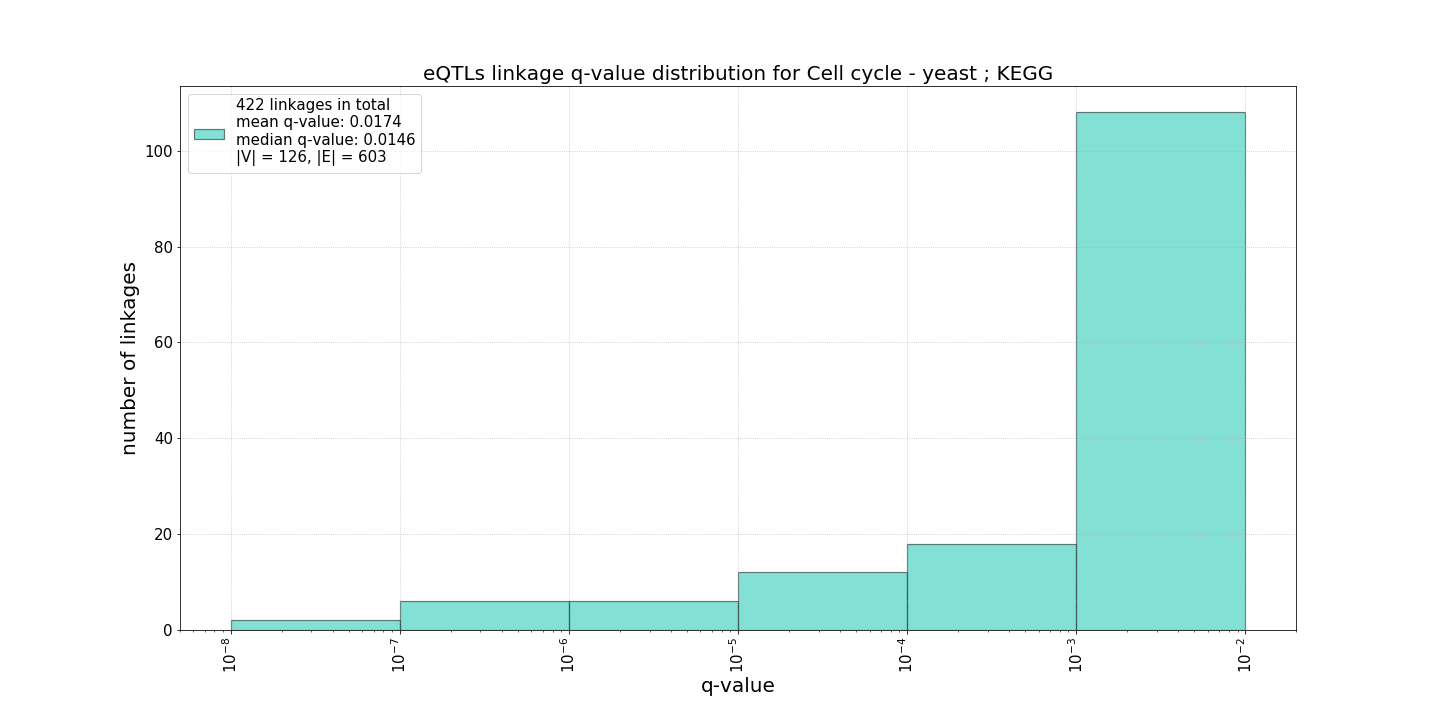 eQTLs linkage q-value distribution for Cell cycle - yeast ; KEGG
422 linkages in total
mean q-value: 0.0174
median q-value: 0.0146
|V| = 126, |E| = 603
number of linkages
100
80
60
40
20
0
10⁻⁸ 10⁻⁷ 10⁻⁶ 10⁻⁵ 10⁻⁴ 10⁻³ 10⁻²
q-value